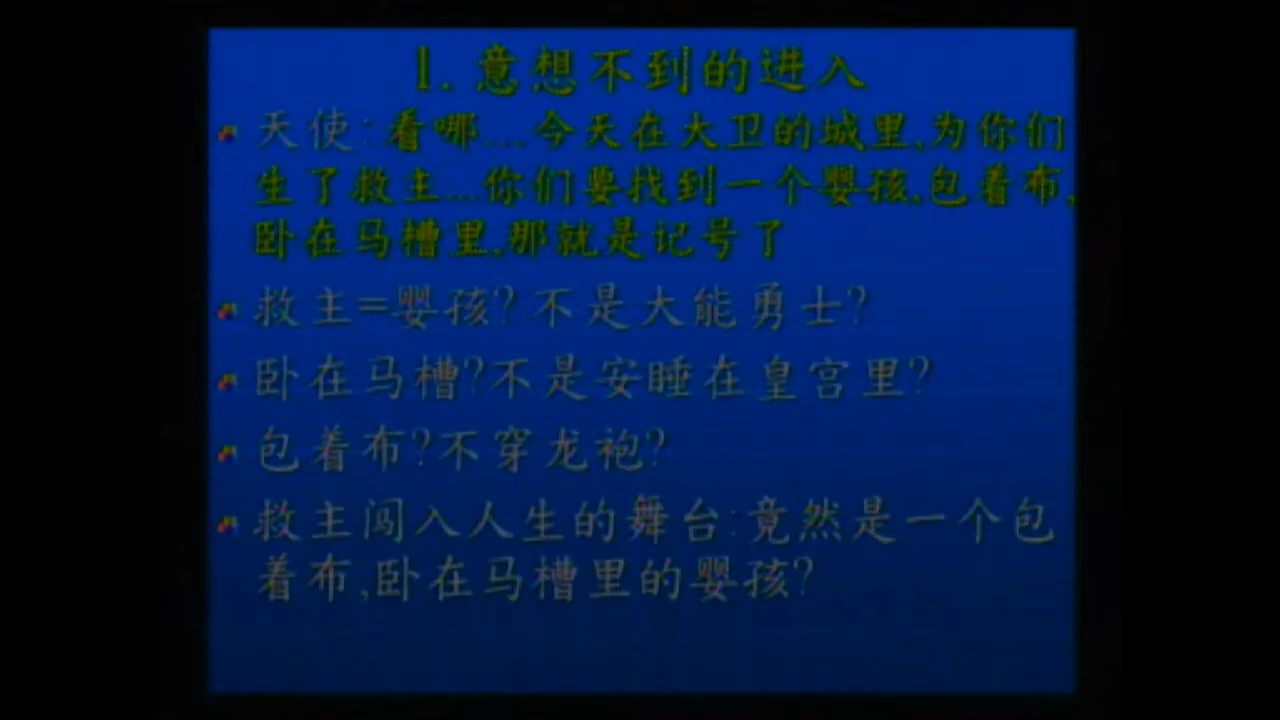 1. 意想不到的进入
天使:看哪....今天在大卫的城里,为你们
生了救主....你们要找到一个婴孩,包着布,
卧在马槽里,那就是记号了
救主=婴孩? 不是大能勇士?
卧在马槽?不是安睡在皇宫里?
包着布?不穿龙袍?
救主闯入人生的舞台:竟然是一个包
着布,卧在马槽里的婴孩?